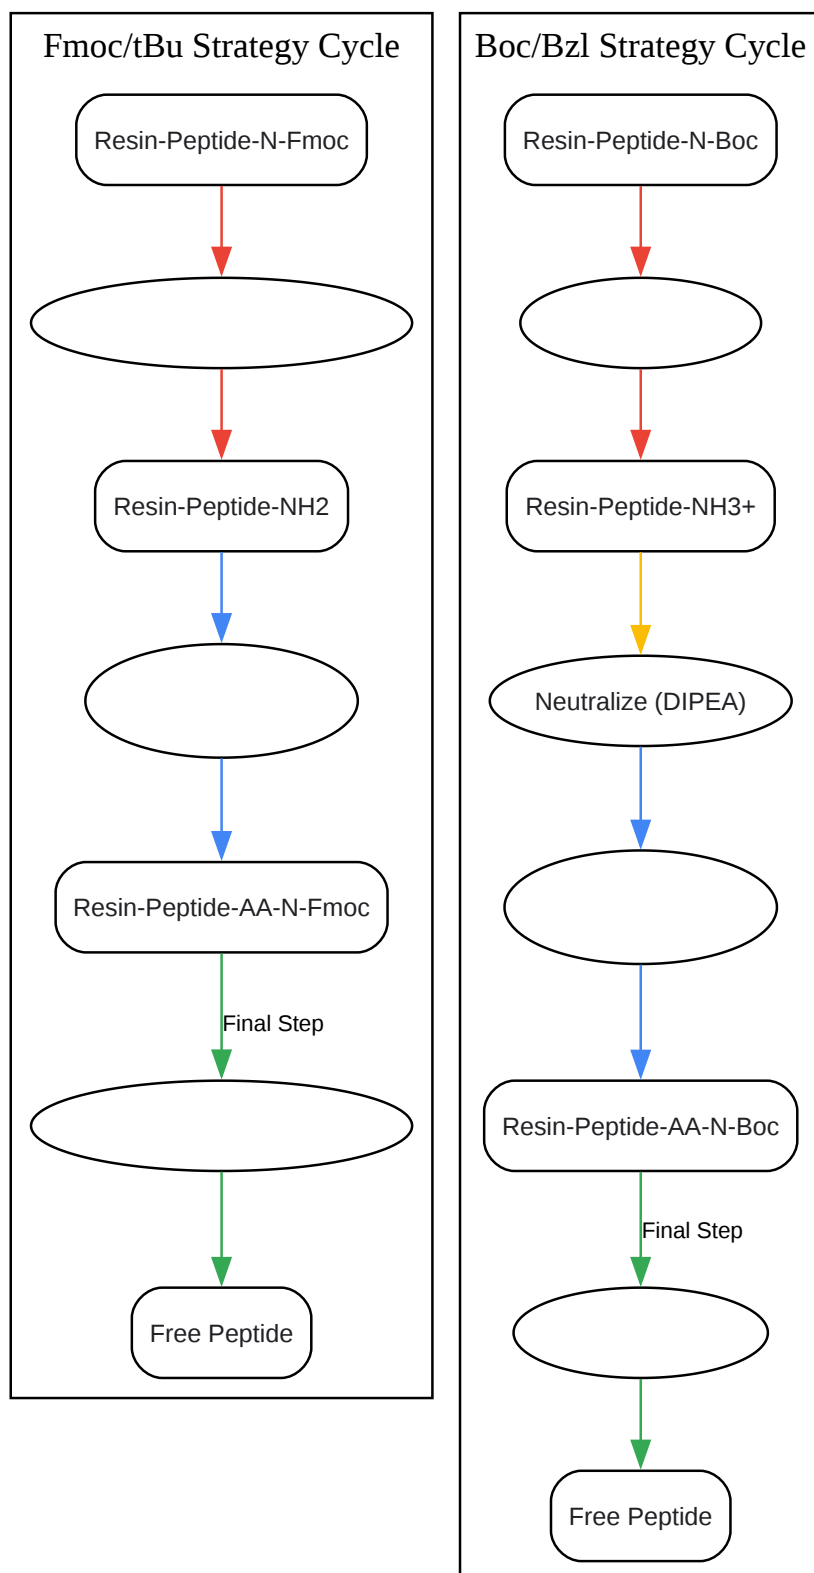 Fmoc/tBu Strategy Cycle
Resin-Peptide-N-Fmoc
Resin-Peptide-NH2
Resin-Peptide-AA-N-Fmoc
Final Step
Free Peptide
Boc/Bzl Strategy Cycle
Resin-Peptide-N-Boc
Resin-Peptide-NH3+
Neutralize (DIPEA)
Resin-Peptide-AA-N-Boc
Final Step
Free Peptide